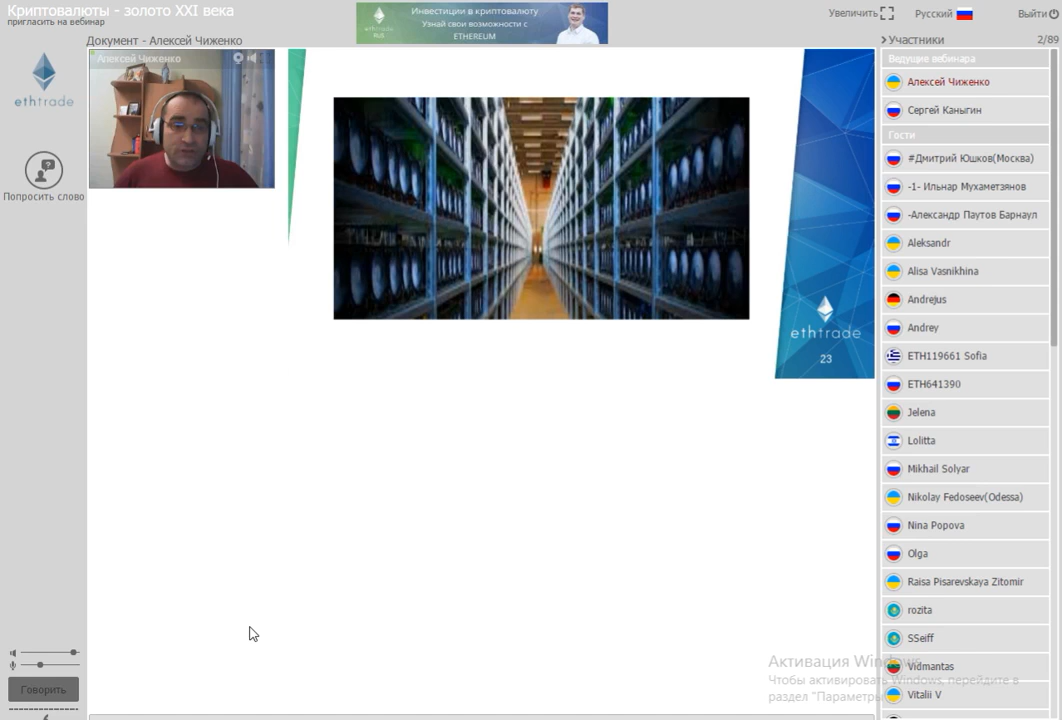 Криптовалюты - золото XXI века
пригласить на вебинар
ethtrade
RUS
Инвестиции в криптовалюту
Узнай свои возможности с
ETHEREUM
Увеличить
Русский
Выйти
Документ - Алексей Чиженко
Участники
2/89
Алексей Чиженко
ethtrade
Попросить слово
ethtrade
23
Ведущие вебинара
Алексей Чиженко
Сергей Каныгин
Гости
#Дмитрий Юшков(Москва)
-1- Ильнар Мухаметзянов
-Александр Паутов Барнаул
Aleksandr
Alisa Vasnikhina
Andrejus
Andrey
ETH119661 Sofia
ETH641390
Jelena
Lolitta
Mikhail Solyar
Nikolay Fedoseev(Odessa)
Nina Popova
Olga
Raisa Pisarevskaya Zitomir
rozita
SSeiff
Vidmantas
Vitalii V
Говорить
Активация Windows
Чтобы активировать Windows, перейдите в
раздел "Параметры